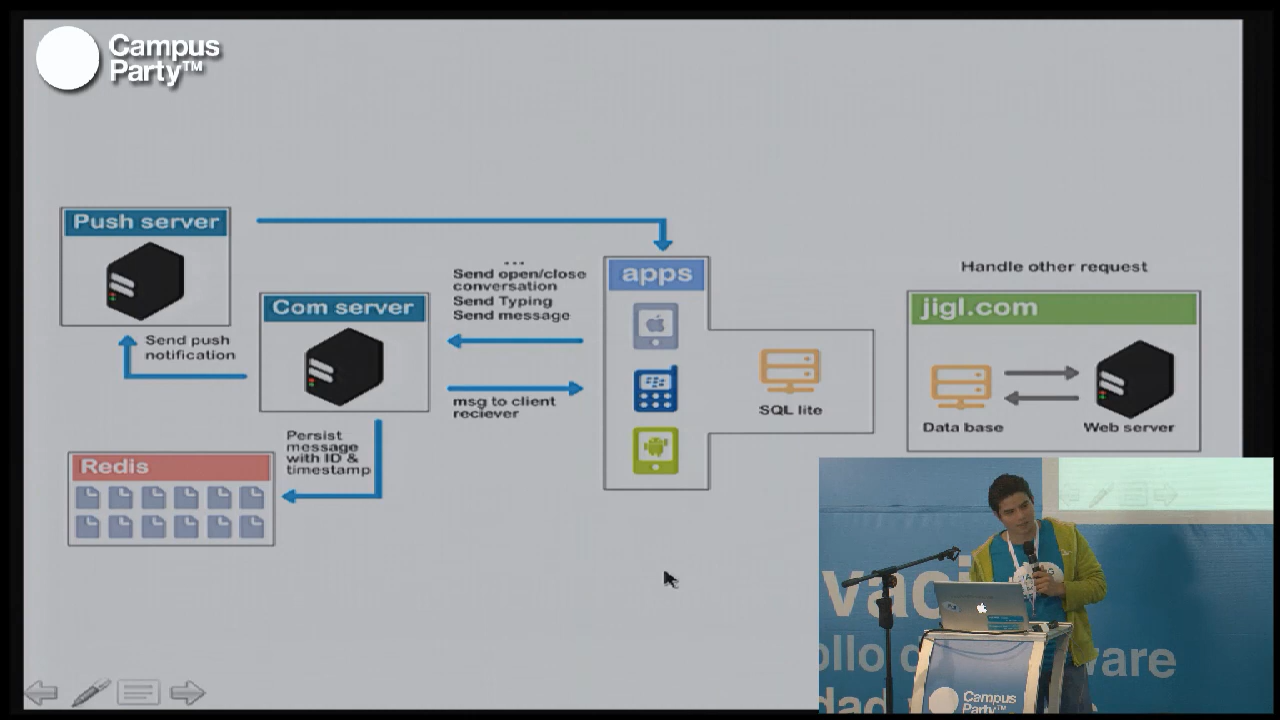 Campus
Party™
Push server
Send push
notification
Com server
...
Send open/close
conversation
Send Typing
Send message
msg to client
reciever
Persist
message
with ID &
timestamp
Redis
apps
SQL lite
Handle other request
jigl.com
Data base
Web server
Campus
Party™